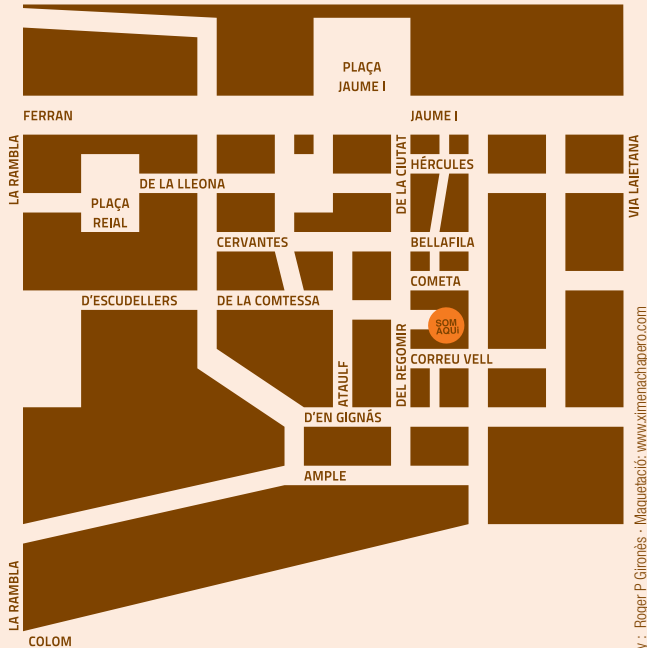 PLAÇA
JAUME I
FERRAN
JAUME I
LA RAMBLA
DE LA CIUTAT
HÉRCULES
VIA LAIETANA
DE LA LLEONA
PLAÇA
REIAL
CERVANTES
BELLAFILA
COMETA
D'ESCUDELLERS
DE LA COMTESSA
SOM
AQUÍ
ATAULF
DEL REGOMIR
CORREU VELL
D'EN GIGNÁS
AMPLE
LA RAMBLA
COLOM
: Roger P Gironès · Maquetació: www.ximenachapero.com